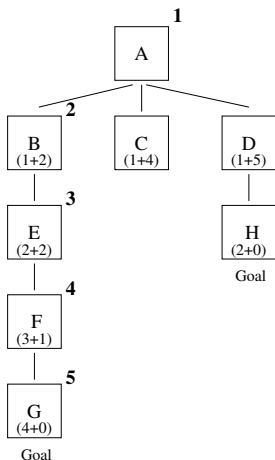 1
A
2
B
(1+2)
C
(1+4)
D
(1+5)
3
E
(2+2)
H
(2+0)
Goal
4
F
(3+1)
5
G
(4+0)
Goal